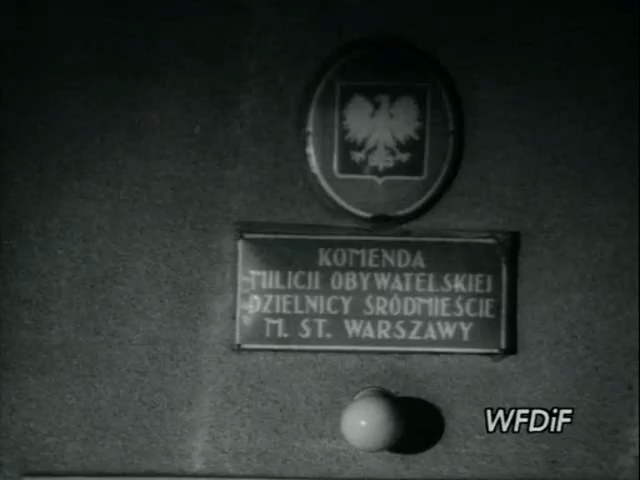 KOMENDA
MILICJI OBYWATELSKIEJ
DZIELNICY ŚRÓDMIEŚCIE
M. ST. WARSZAWY
WFDiF